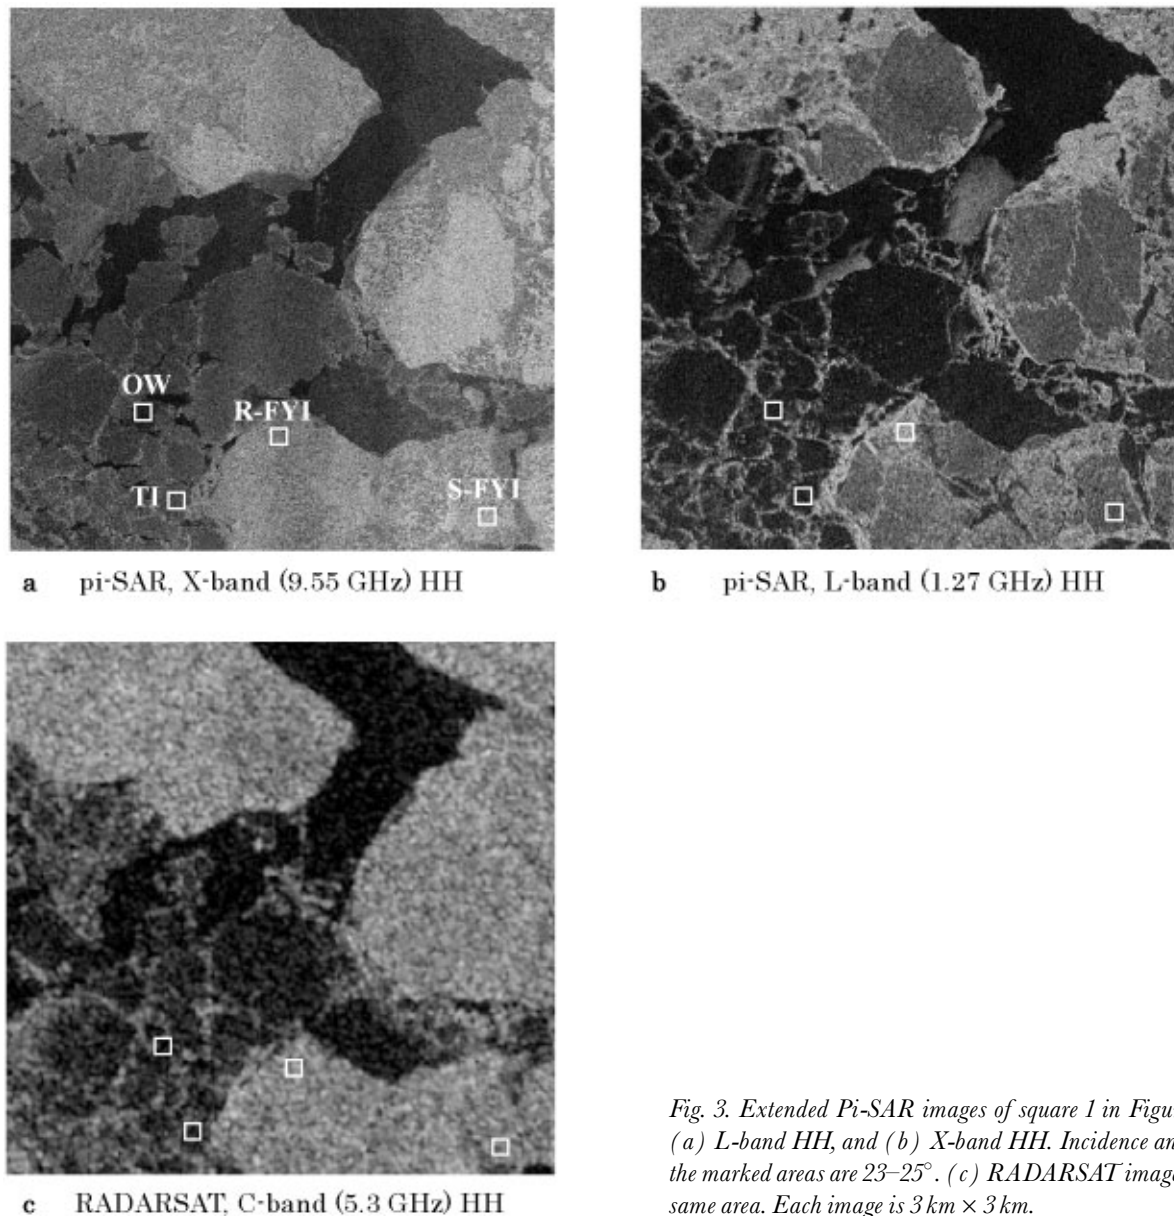 OW
R-FYI
TI
S-FYI
a pi-SAR, X-band (9.55 GHz) HH
b pi-SAR, L-band (1.27 GHz) HH
c RADARSAT, C-band (5.3 GHz) HH
Fig. 3. Extended Pi-SAR images of square 1 in Figur
(a) L-band HH, and (b) X-band HH. Incidence an
the marked areas are 23–25°. (c) RADARSAT image
same area. Each image is 3 km × 3 km.